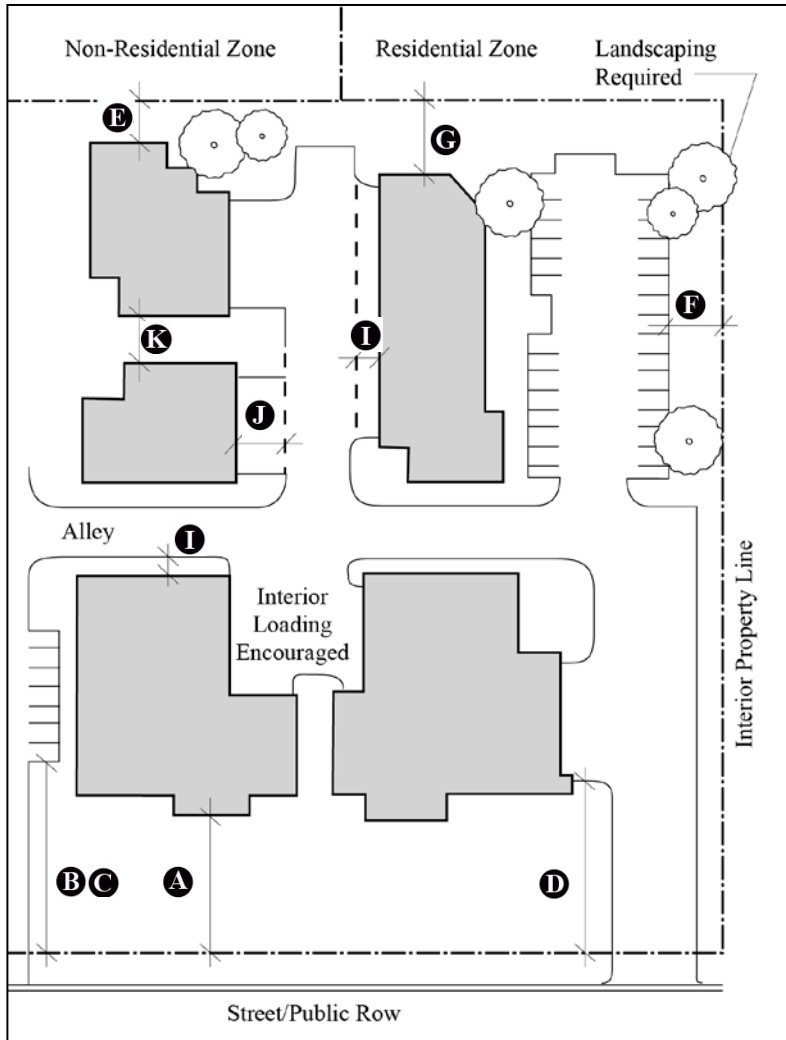 Non-Residential Zone
Residential Zone
Landscaping
Required
E
G
F
K
I
J
Alley
I
Interior
Loading
Encouraged
Interior Property Line
B C
A
D
Street/Public Row